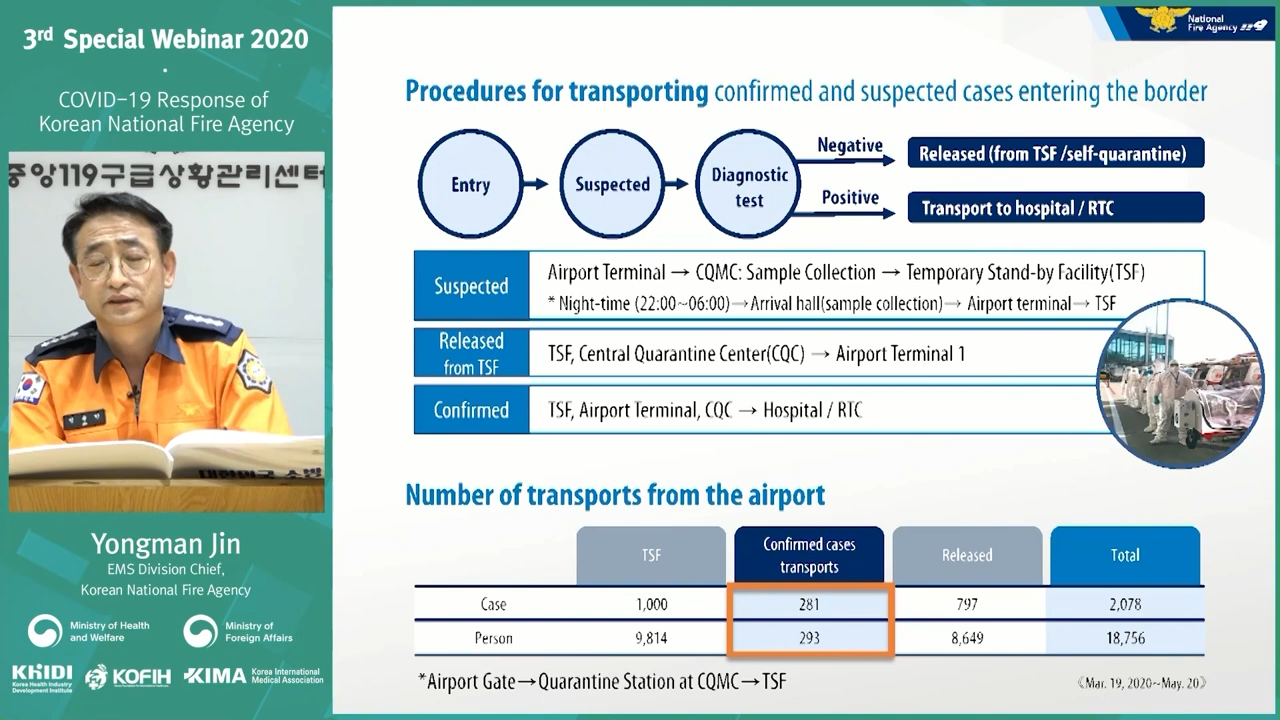 3rd Special Webinar 2020
COVID-19 Response of
Korean National Fire Agency
중앙119구급상황관리센터
Yongman Jin
EMS Division Chief,
Korean National Fire Agency
Ministry of Health
and Welfare
Ministry of
Foreign Affairs
KHIDI
Korea Health Industry
Development Institute
KOFIH
KIMA
Korea International
Medical Association
National
Fire Agency 119
Procedures for transporting confirmed and suspected cases entering the border
Entry
Suspected
Diagnostic
test
Negative
Released (from TSF /self-quarantine)
Positive
Transport to hospital / RTC
Suspected
Airport Terminal → CQMC: Sample Collection → Temporary Stand-by Facility(TSF)
* Night-time (22:00~06:00)→Arrival hall(sample collection)→ Airport terminal→ TSF
Released
from TSF
TSF, Central Quarantine Center(CQC) → Airport Terminal 1
Confirmed
TSF, Airport Terminal, CQC → Hospital / RTC
Number of transports from the airport
TSF
Confirmed cases
transports
Released
Total
Case 1,000 281 797 2,078
Person 9,814 293 8,649 18,756
*Airport Gate→Quarantine Station at CQMC→TSF
《Mar. 19, 2020~May. 20》